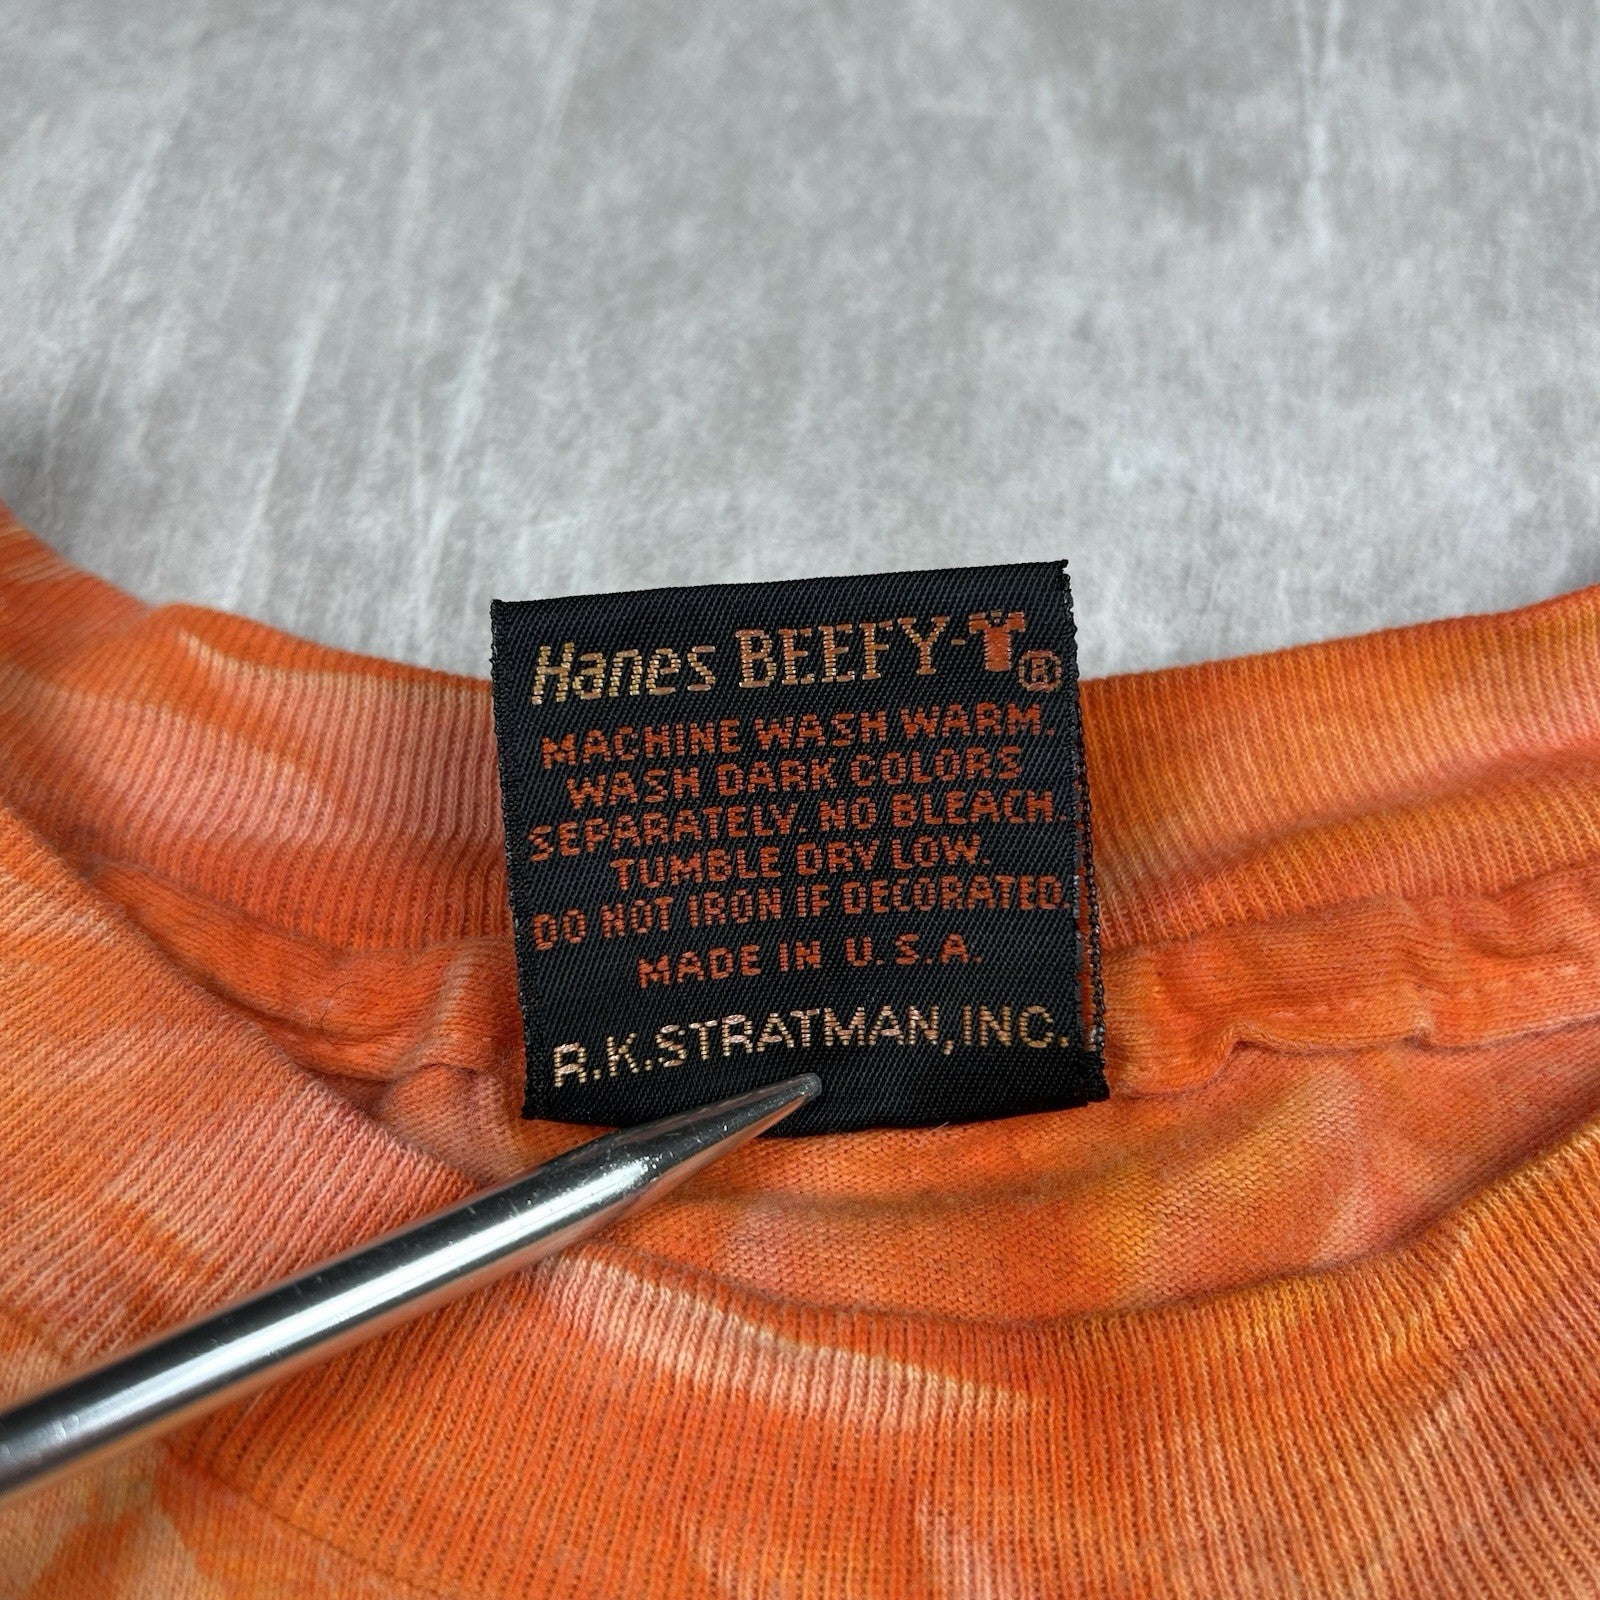 Hanes BEEFY-T®
MACHINE WASH WARM.
WASH DARK COLORS
SEPARATELY. NO BLEACH.
TUMBLE DRY LOW.
DO NOT IRON IF DECORATED.
MADE IN U.S.A.
R.K.STRATMAN,INC.